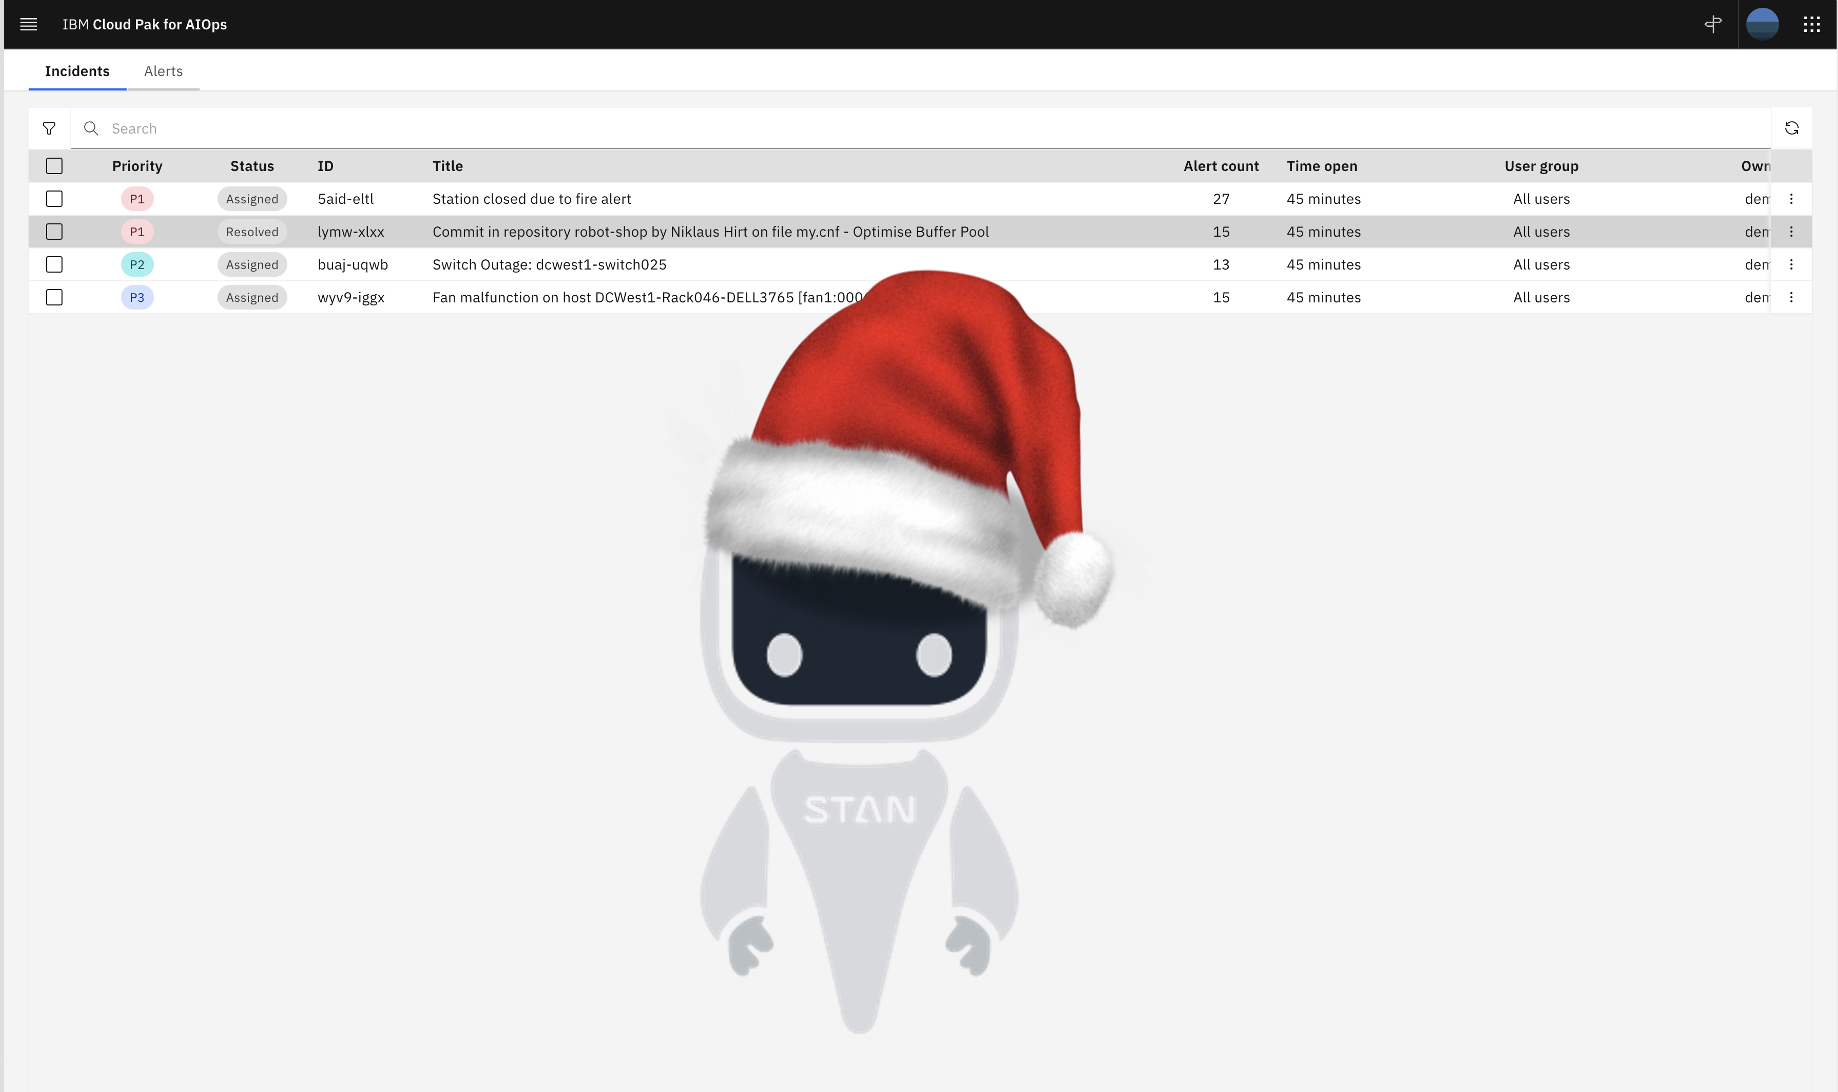 IBM Cloud Pak for AIOps
Incidents Alerts
Search
Priority Status ID Title Alert count Time open User group Own
P1 Assigned 5aid-eltl Station closed due to fire alert 27 45 minutes All users dem
P1 Resolved lymw-xlxx Commit in repository robot-shop by Niklaus Hirt on file my.cnf - Optimise Buffer Pool 15 45 minutes All users dem
P2 Assigned buaj-uqwb Switch Outage: dcwest1-switch025 13 45 minutes All users dem
P3 Assigned wyv9-iggx Fan malfunction on host DCWest1-Rack046-DELL3765 [fan1:000 15 45 minutes All users dem
STAN